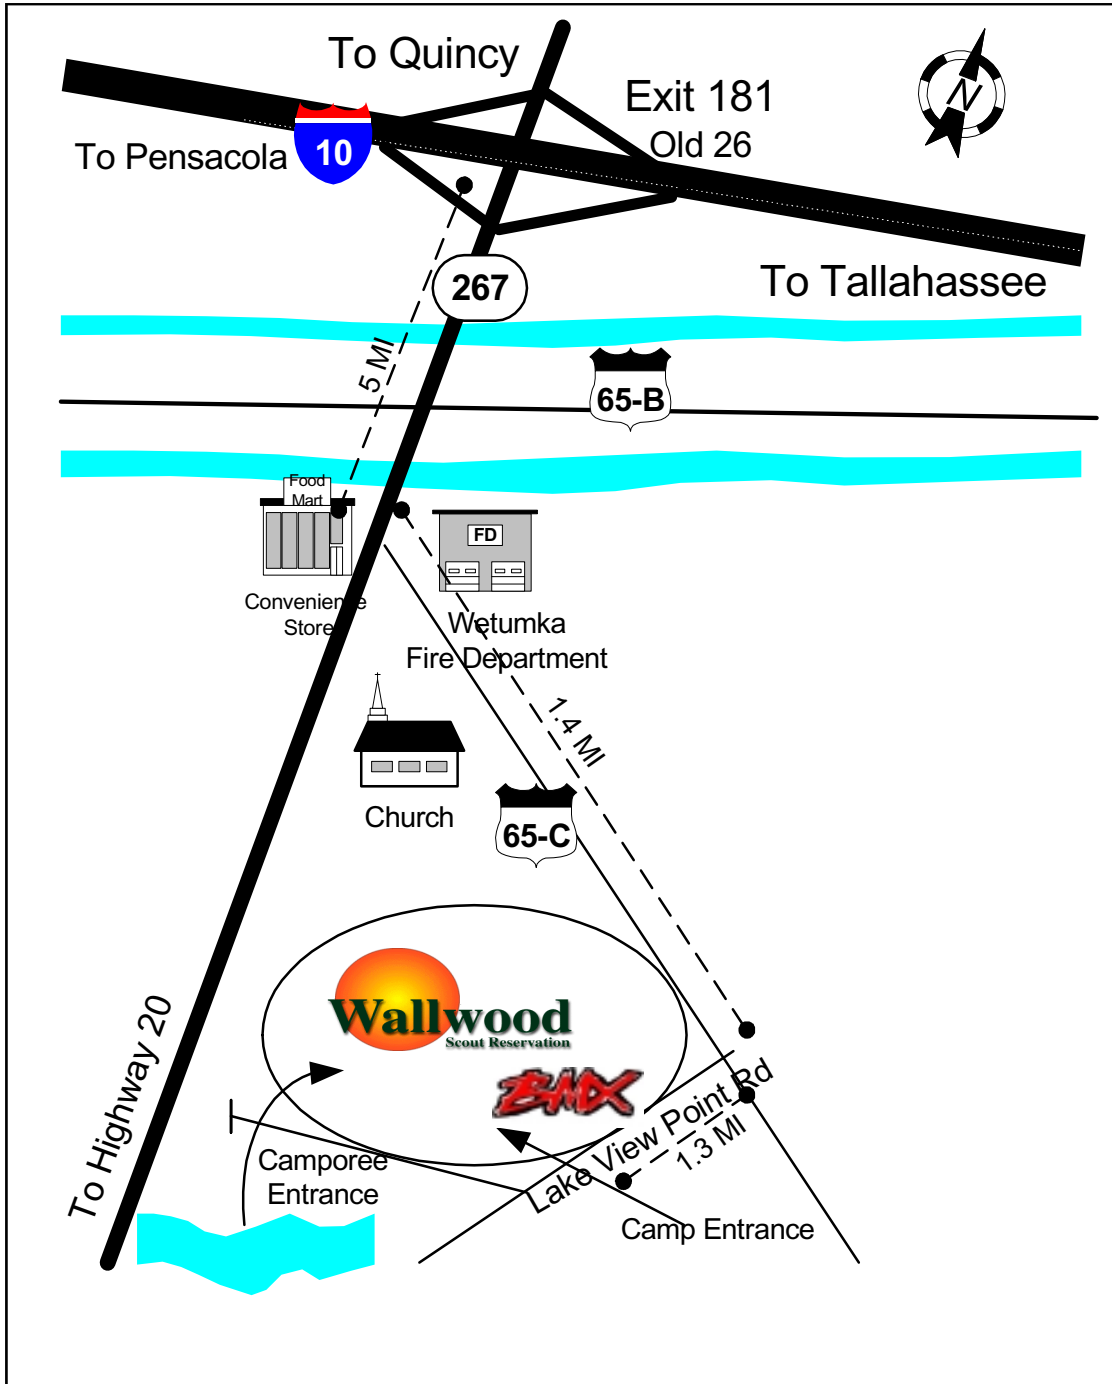 To Quincy
Exit 181
Old 26
N
To Pensacola
10
To Tallahassee
267
5 MI
65-B
Food
Mart
FD
Convenience
Store
Wetumka
Fire Department
1.4 MI
Church
65-C
Wallwood
Scout Reservation
BMX
To Highway 20
Lake View Point Rd
1.3 MI
Camporee
Entrance
Camp Entrance